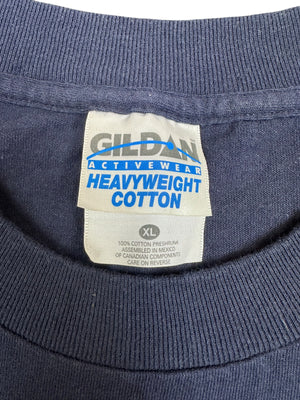 GILDAN
ACTIVEWEAR
HEAVYWEIGHT
COTTON
XL
100% COTTON PRESHRUNK
ASSEMBLED IN MEXICO
OF CANADIAN COMPONENTS
CARE ON REVERSE